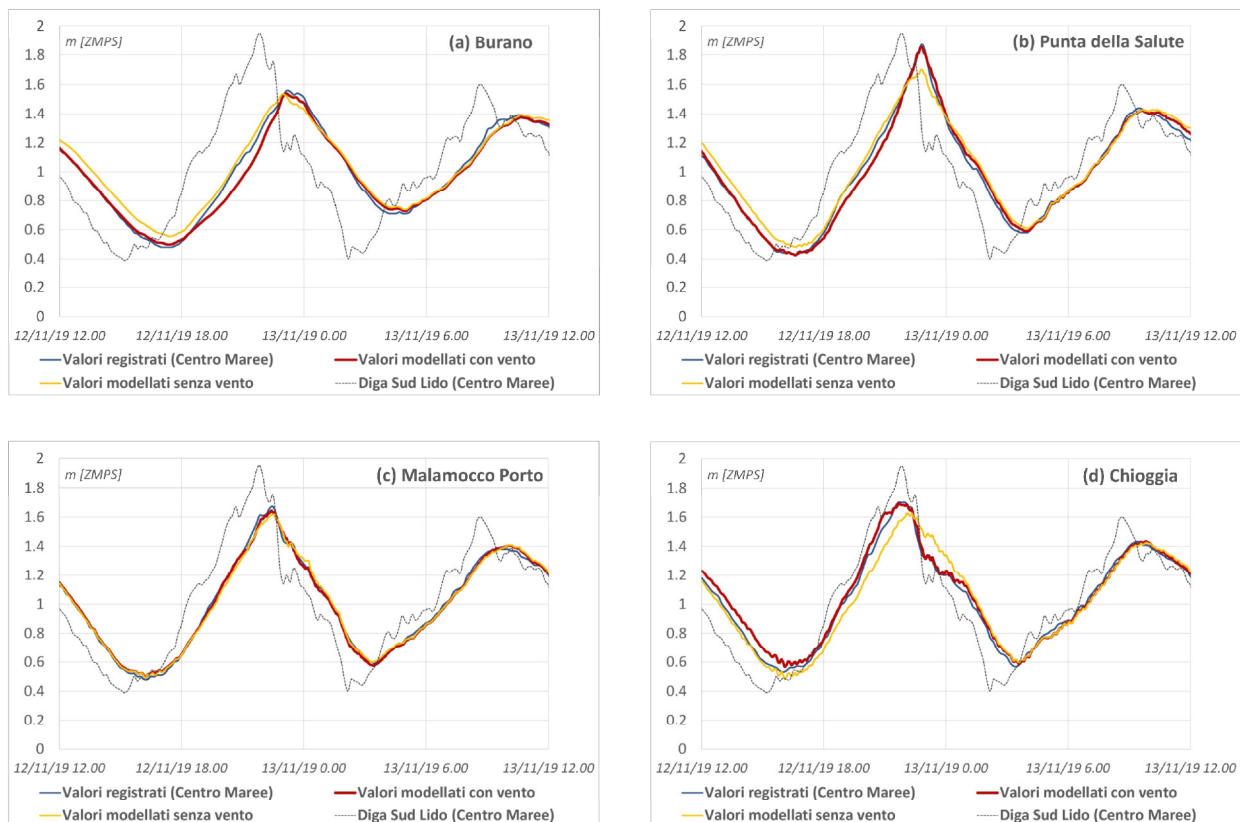 2
m [ZMPS]
(a) Burano
1.8
1.6
1.4
1.2
1
0.8
0.6
0.4
0.2
0
12/11/19 12.00 12/11/19 18.00 13/11/19 0.00 13/11/19 6.00 13/11/19 12.00
Valori registrati (Centro Maree) Valori modellati con vento
Valori modellati senza vento Diga Sud Lido (Centro Maree)
2
m [ZMPS]
(b) Punta della Salute
1.8
1.6
1.4
1.2
1
0.8
0.6
0.4
0.2
0
12/11/19 12.00 12/11/19 18.00 13/11/19 0.00 13/11/19 6.00 13/11/19 12.00
Valori registrati (Centro Maree) Valori modellati con vento
Valori modellati senza vento Diga Sud Lido (Centro Maree)
2
m [ZMPS]
(c) Malamocco Porto
1.8
1.6
1.4
1.2
1
0.8
0.6
0.4
0.2
0
12/11/19 12.00 12/11/19 18.00 13/11/19 0.00 13/11/19 6.00 13/11/19 12.00
Valori registrati (Centro Maree) Valori modellati con vento
Valori modellati senza vento Diga Sud Lido (Centro Maree)
2
m [ZMPS]
(d) Chioggia
1.8
1.6
1.4
1.2
1
0.8
0.6
0.4
0.2
0
12/11/19 12.00 12/11/19 18.00 13/11/19 0.00 13/11/19 6.00 13/11/19 12.00
Valori registrati (Centro Maree) Valori modellati con vento
Valori modellati senza vento Diga Sud Lido (Centro Maree)